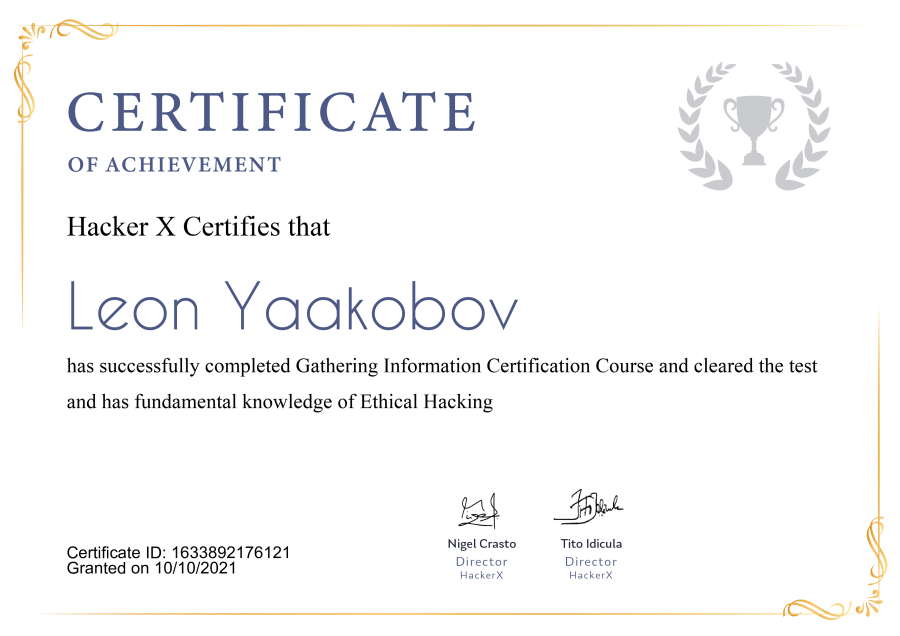 CERTIFICATE
OF ACHIEVEMENT
Hacker X Certifies that
Leon Yaakobov
has successfully completed Gathering Information Certification Course and cleared the test
and has fundamental knowledge of Ethical Hacking
Nigel Crasto
Director
HackerX
Tito Idicula
Director
HackerX
Certificate ID: 1633892176121
Granted on 10/10/2021